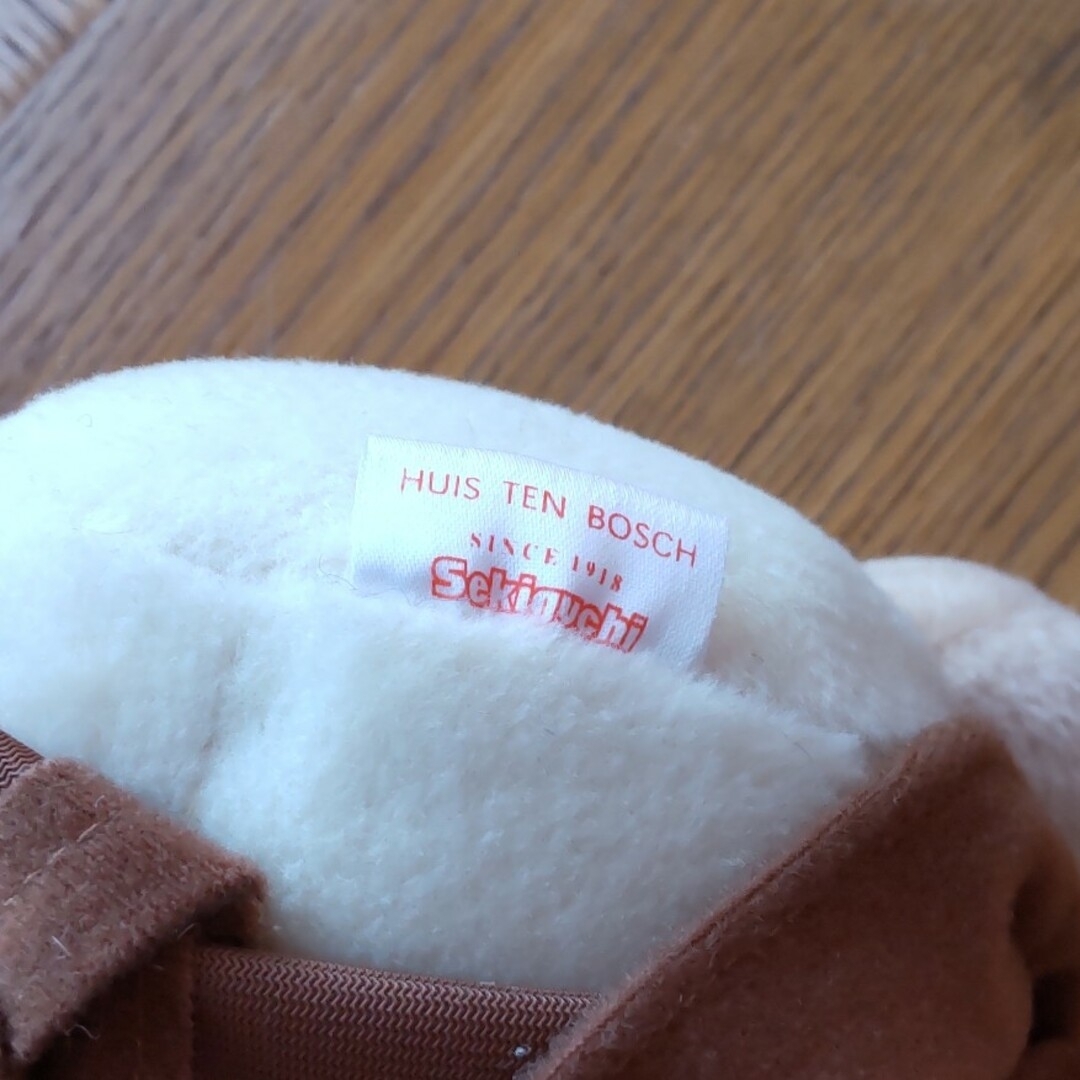 HUIS TEN BOSCH
SINCE 1918
Sekiguchi